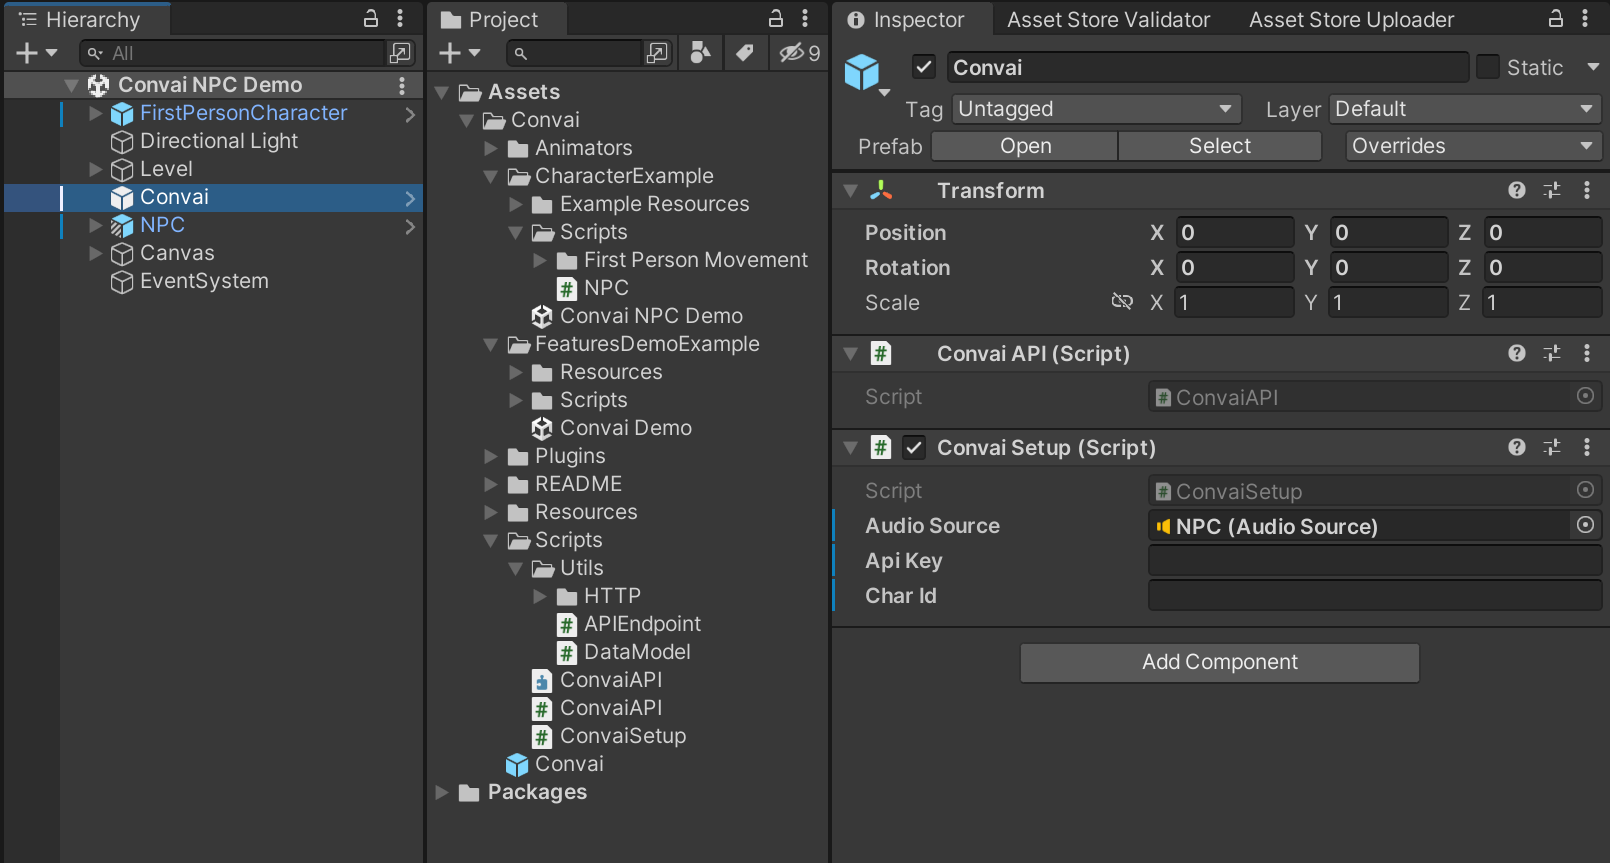 Hierarchy
All
Convai NPC Demo
FirstPersonCharacter
Directional Light
Level
Convai
NPC
Canvas
EventSystem
Project
9
Assets
Convai
Animators
CharacterExample
Example Resources
Scripts
First Person Movement
NPC
Convai NPC Demo
FeaturesDemoExample
Resources
Scripts
Convai Demo
Plugins
README
Resources
Scripts
Utils
HTTP
APIEndpoint
DataModel
ConvaiAPI
ConvaiAPI
ConvaiSetup
Convai
Packages
Inspector Asset Store Validator Asset Store Uploader
Convai Static
Tag Untagged Layer Default
Prefab Open Select Overrides
Transform
Position X 0 Y 0 Z 0
Rotation X 0 Y 0 Z 0
Scale X 1 Y 1 Z 1
# Convai API (Script)
Script # ConvaiAPI
# Convai Setup (Script)
Script # ConvaiSetup
Audio Source NPC (Audio Source)
Api Key
Char Id
Add Component